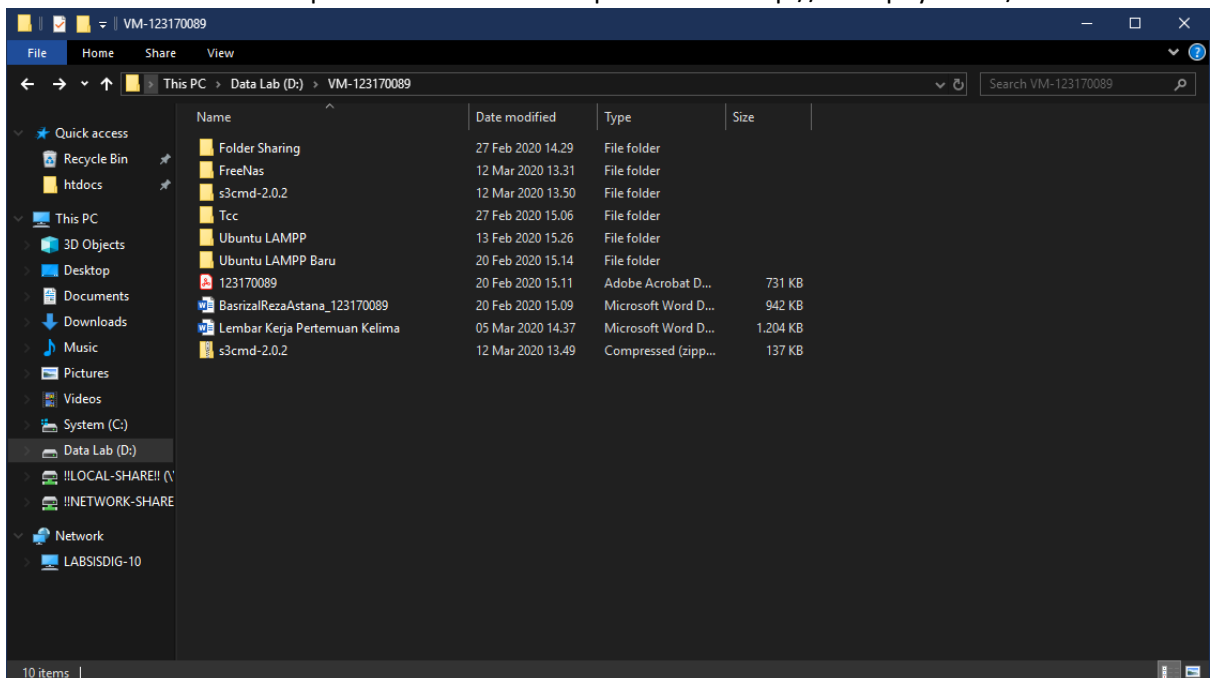 VM-123170089
File Home Share View
This PC > Data Lab (D:) > VM-123170089 Search VM-123170089
Name Date modified Type Size
Quick access
Recycle Bin
htdocs
This PC
3D Objects
Desktop
Documents
Downloads
Music
Pictures
Videos
System (C:)
Data Lab (D:)
!!LOCAL-SHARE!! (\
!!NETWORK-SHARE
Network
LABSISDIG-10
Folder Sharing 27 Feb 2020 14.29 File folder
FreeNas 12 Mar 2020 13.31 File folder
s3cmd-2.0.2 12 Mar 2020 13.50 File folder
Tcc 27 Feb 2020 15.06 File folder
Ubuntu LAMPP 13 Feb 2020 15.26 File folder
Ubuntu LAMPP Baru 20 Feb 2020 15.14 File folder
123170089 20 Feb 2020 15.11 Adobe Acrobat D... 731 KB
BasrizalRezaAstana_123170089 20 Feb 2020 15.09 Microsoft Word D... 942 KB
Lembar Kerja Pertemuan Kelima 05 Mar 2020 14.37 Microsoft Word D... 1.204 KB
s3cmd-2.0.2 12 Mar 2020 13.49 Compressed (zipp... 137 KB
10 items